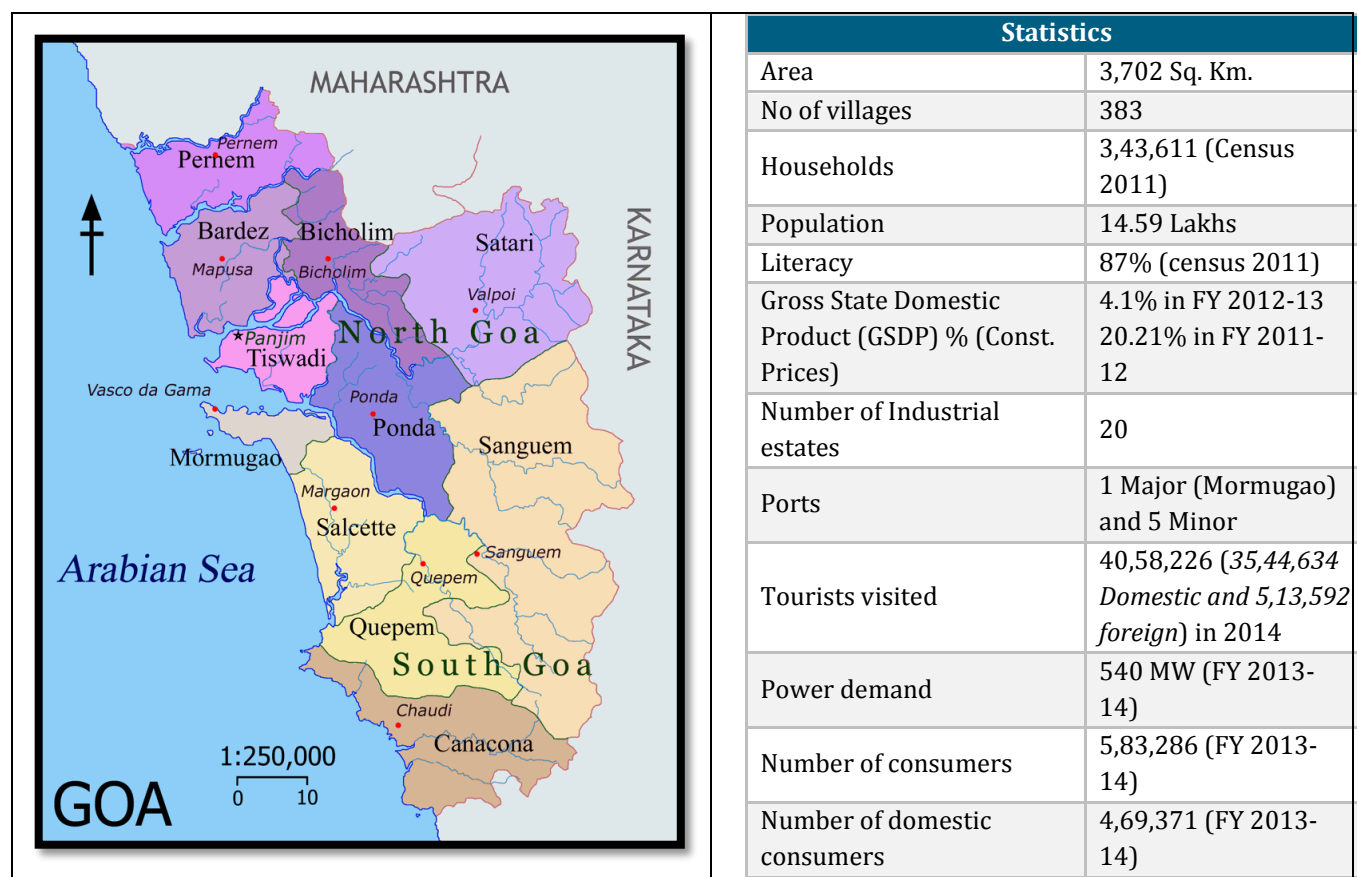 MAHARASHTRA
Pernem
Pernem
KARNATAKA
Bardez
Bicholim
Satari
Mapusa
Bicholim
Valpoi
North Goa
Panjim
Tiswadi
Vasco da Gama
Ponda
Ponda
Sanguem
Mormugao
Margaon
Salcette
Arabian Sea
Sanguem
Quepem
Quepem
South Goa
Chaudi
Canacona
1:250,000
0 10
GOA
Statistics
Area 3,702 Sq. Km.
No of villages 383
Households 3,43,611 (Census
2011)
Population 14.59 Lakhs
Literacy 87% (census 2011)
Gross State Domestic 4.1% in FY 2012-13
Product (GSDP) % (Const. 20.21% in FY 2011-
Prices) 12
Number of Industrial
estates 20
Ports 1 Major (Mormugao)
and 5 Minor
Tourists visited 40,58,226 (35,44,634
Domestic and 5,13,592
foreign) in 2014
Power demand 540 MW (FY 2013-
14)
Number of consumers 5,83,286 (FY 2013-
14)
Number of domestic 4,69,371 (FY 2013-
consumers 14)